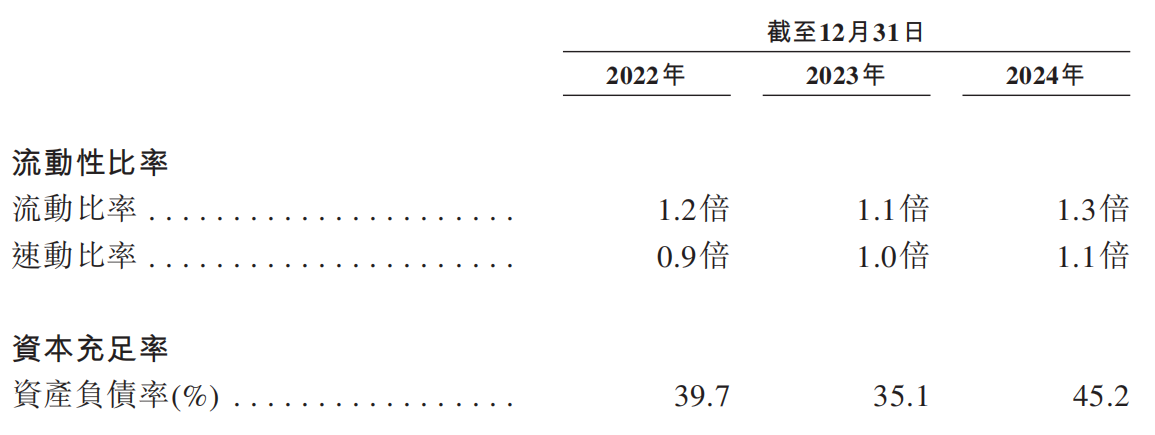 截至12月31日
2022年 2023年 2024年
流動性比率
流動比率 ...................... 1.2倍 1.1倍 1.3倍
速動比率 ...................... 0.9倍 1.0倍 1.1倍
資本充足率
資產負債率(%) ................. 39.7 35.1 45.2